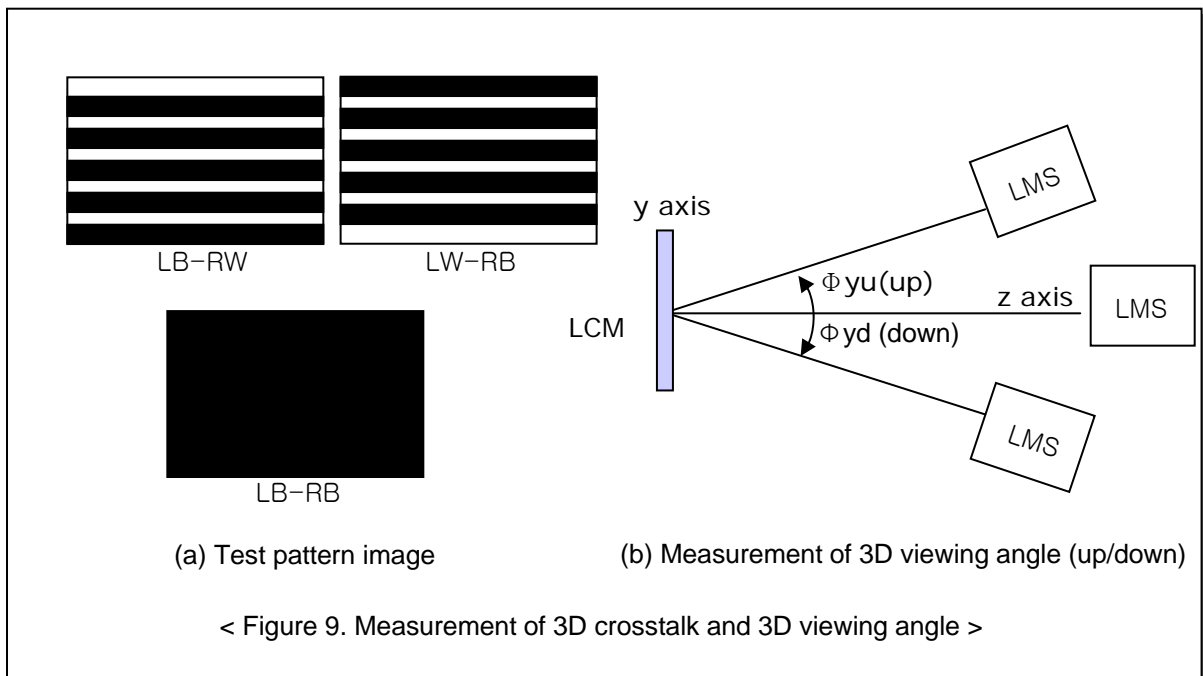 LB-RW
LW-RB
LB-RB
(a) Test pattern image
y axis
LMS
Φyu(up)
z axis
LMS
LCM
Φyd (down)
LMS
(b) Measurement of 3D viewing angle (up/down)
< Figure 9. Measurement of 3D crosstalk and 3D viewing angle >